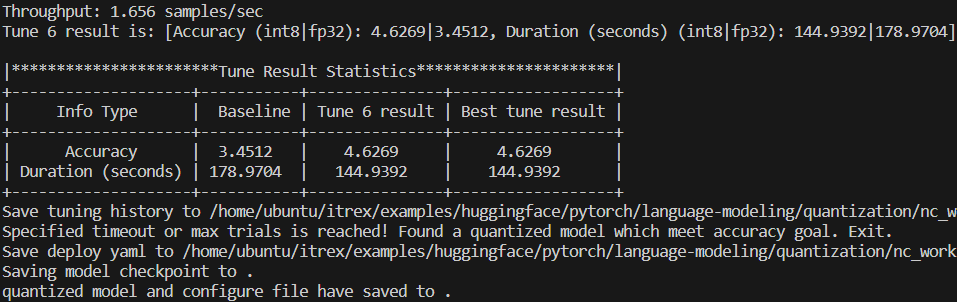 Throughput: 1.656 samples/sec
Tune 6 result is: [Accuracy (int8|fp32): 4.6269|3.4512, Duration (seconds) (int8|fp32): 144.9392|178.9704]
|***********************Tune Result Statistics**********************|
+--------------------+-----------+---------------+------------------+
| Info Type | Baseline | Tune 6 result | Best tune result |
+--------------------+-----------+---------------+------------------+
| Accuracy | 3.4512 | 4.6269 | 4.6269 |
| Duration (seconds) | 178.9704 | 144.9392 | 144.9392 |
+--------------------+-----------+---------------+------------------+
Save tuning history to /home/ubuntu/itrex/examples/huggingface/pytorch/language-modeling/quantization/nc_w
Specified timeout or max trials is reached! Found a quantized model which meet accuracy goal. Exit.
Save deploy yaml to /home/ubuntu/itrex/examples/huggingface/pytorch/language-modeling/quantization/nc_work
Saving model checkpoint to .
quantized model and configure file have saved to .